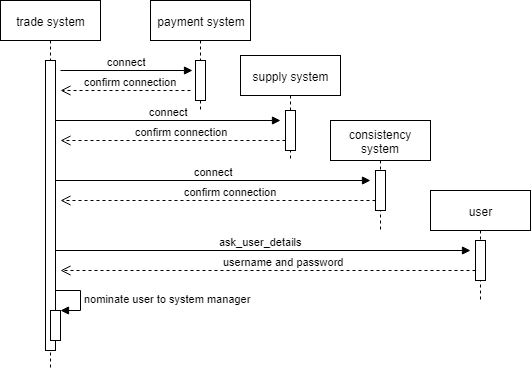 trade system
payment system
connect
confirm connection
supply system
connect
confirm connection
consistency
system
connect
confirm connection
user
ask_user_details
username and password
nominate user to system manager